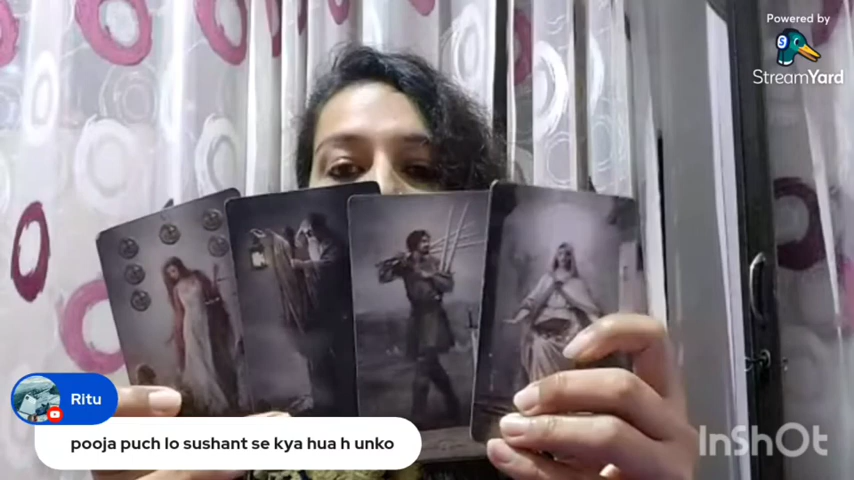 Powered by
StreamYard
Ritu
pooja puch lo sushant se kya hua h unko
InShOt